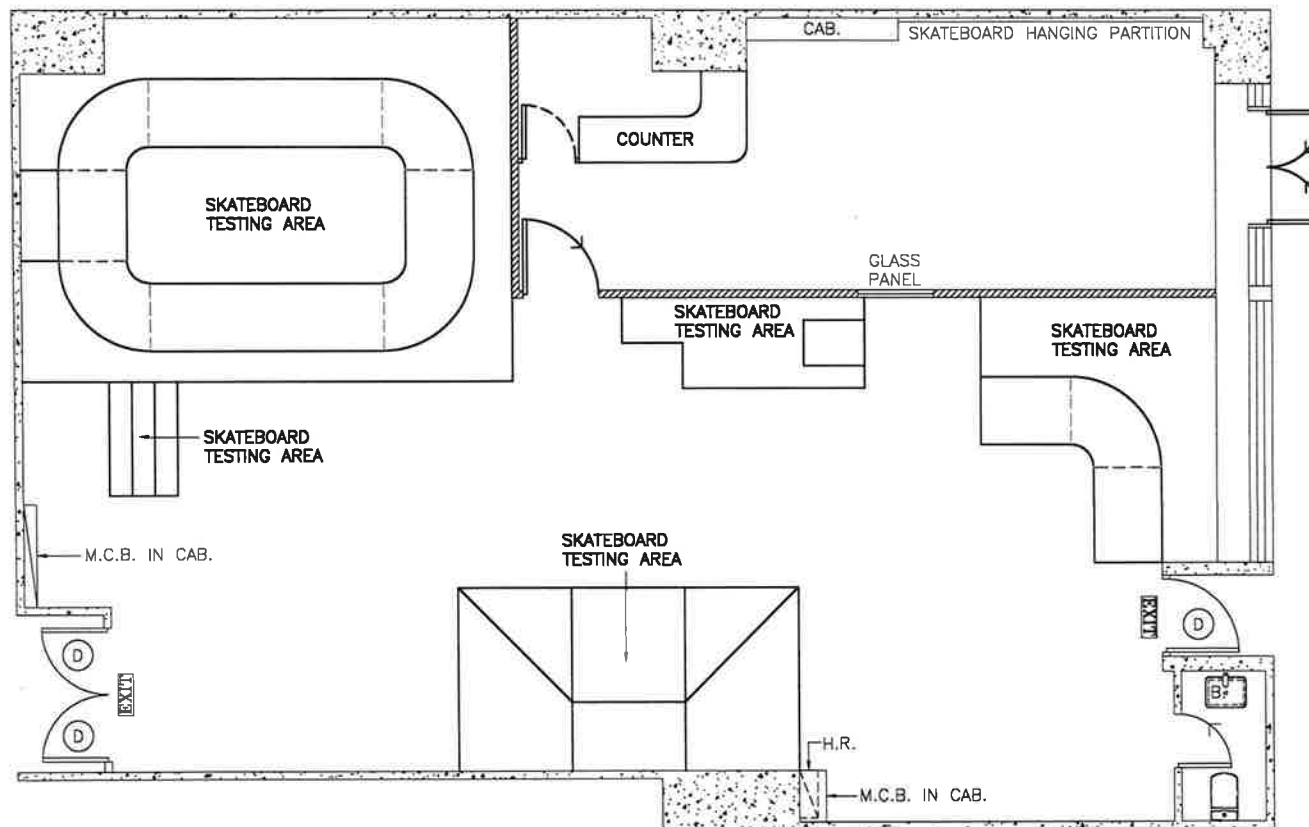 CAB.
SKATEBOARD HANGING PARTITION
COUNTER
SKATEBOARD
TESTING AREA
GLASS
PANEL
SKATEBOARD
TESTING AREA
SKATEBOARD
TESTING AREA
SKATEBOARD
TESTING AREA
M.C.B. IN CAB.
SKATEBOARD
TESTING AREA
EXIT
D
D
D
EXIT
B.
H.R.
M.C.B. IN CAB.